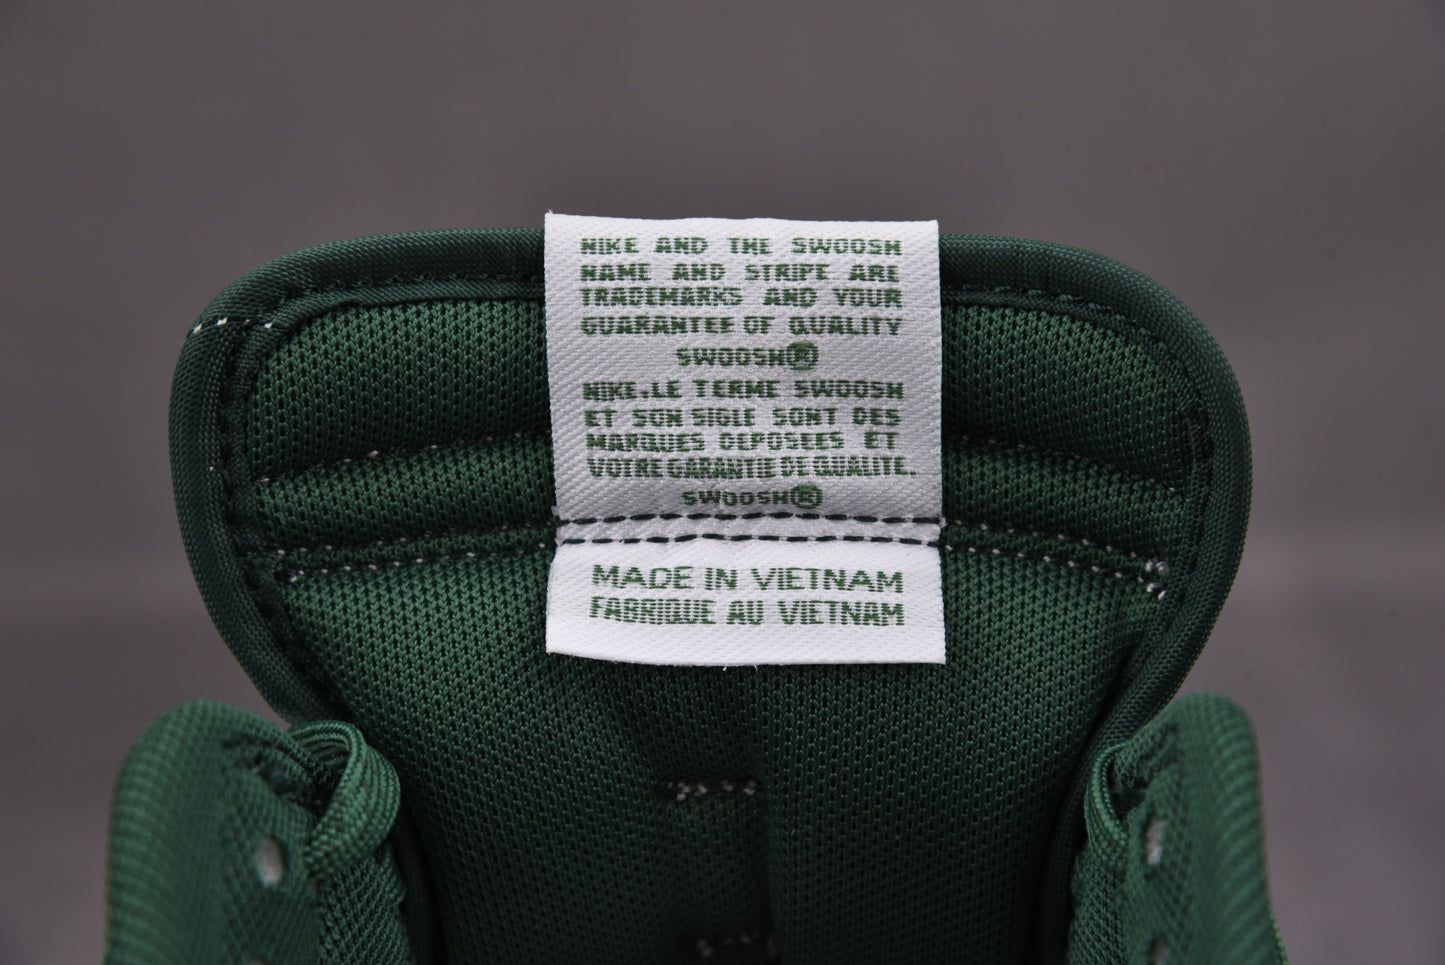 NIKE AND THE SWOOSH
NAME AND STRIPE ARE
TRADEMARKS AND YOUR
GUARANTEE OF QUALITY
SWOOSH®
NIKE.LE TERME SWOOSH
ET SON SIGLE SONT DES
MARQUES DEPOSEES ET
VOTRE GARANTIE DE QUALITE.
SWOOSH®
MADE IN VIETNAM
FABRIQUE AU VIETNAM